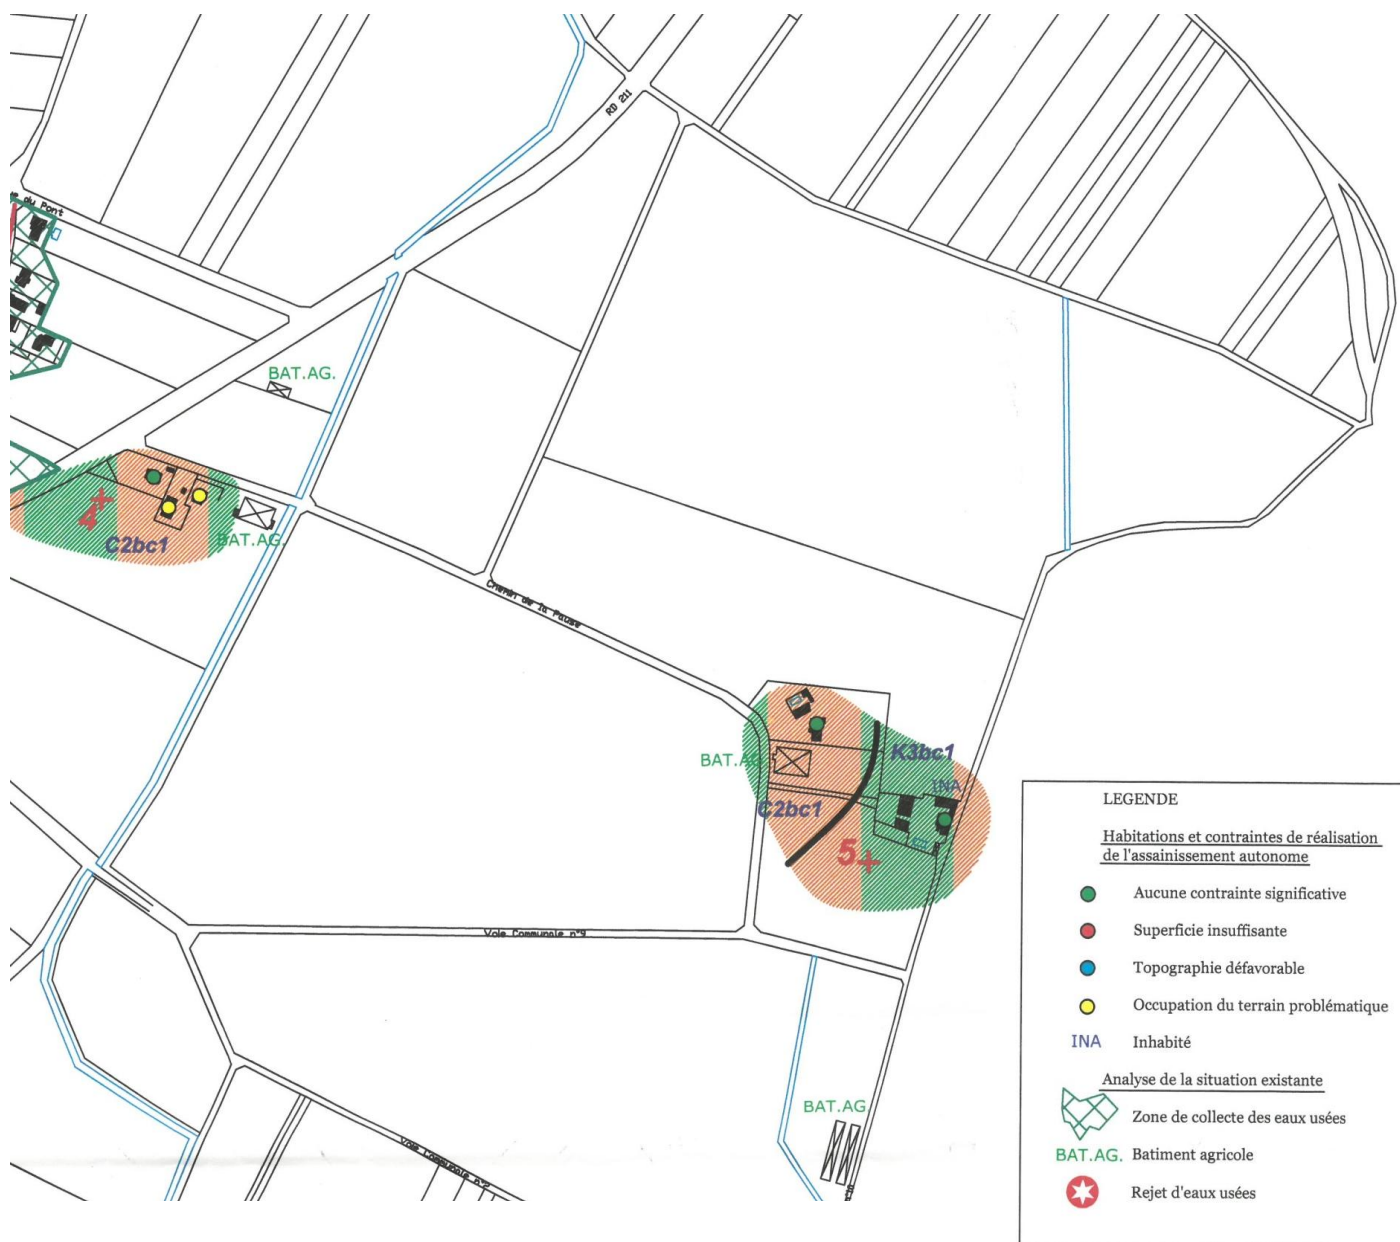 RD 211
du Pont
BAT.AG.
4
C2bc1
BAT.AG.
Chemin de la Pause
K3bc1
BAT.AG
INA
C2bc1
5
Voie Communale n°9
BAT.AG
Voie Communale n°2
LEGENDE
Habitations et contraintes de réalisation
de l'assainissement autonome
Aucune contrainte significative
Superficie insuffisante
Topographie défavorable
Occupation du terrain problématique
INA Inhabité
Analyse de la situation existante
Zone de collecte des eaux usées
BAT.AG. Batiment agricole
Rejet d'eaux usées